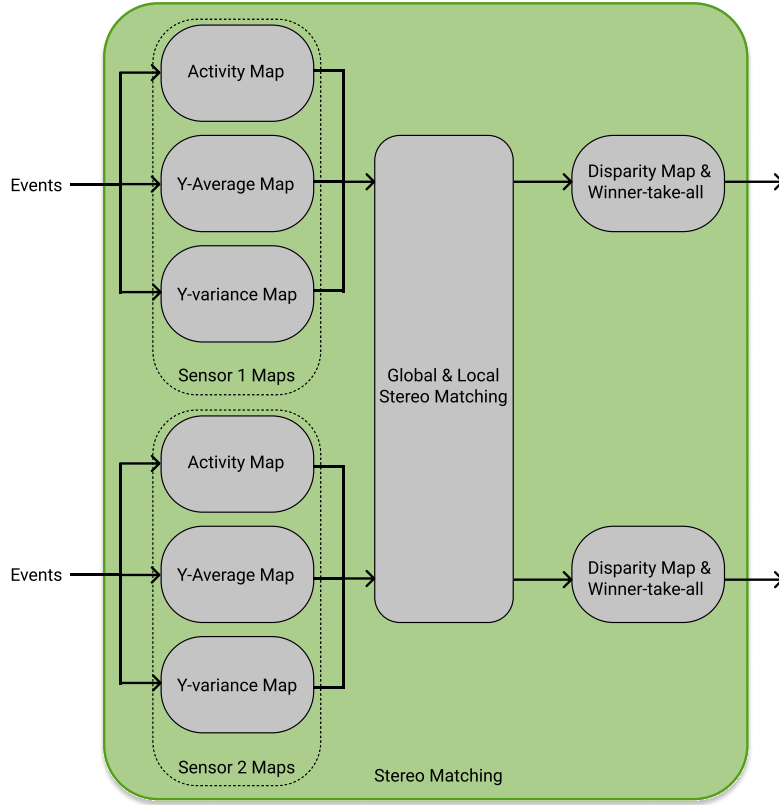 Events
Activity Map
Y-Average Map
Y-variance Map
Sensor 1 Maps
Events
Activity Map
Y-Average Map
Y-variance Map
Sensor 2 Maps
Global & Local
Stereo Matching
Disparity Map &
Winner-take-all
Disparity Map &
Winner-take-all
Stereo Matching